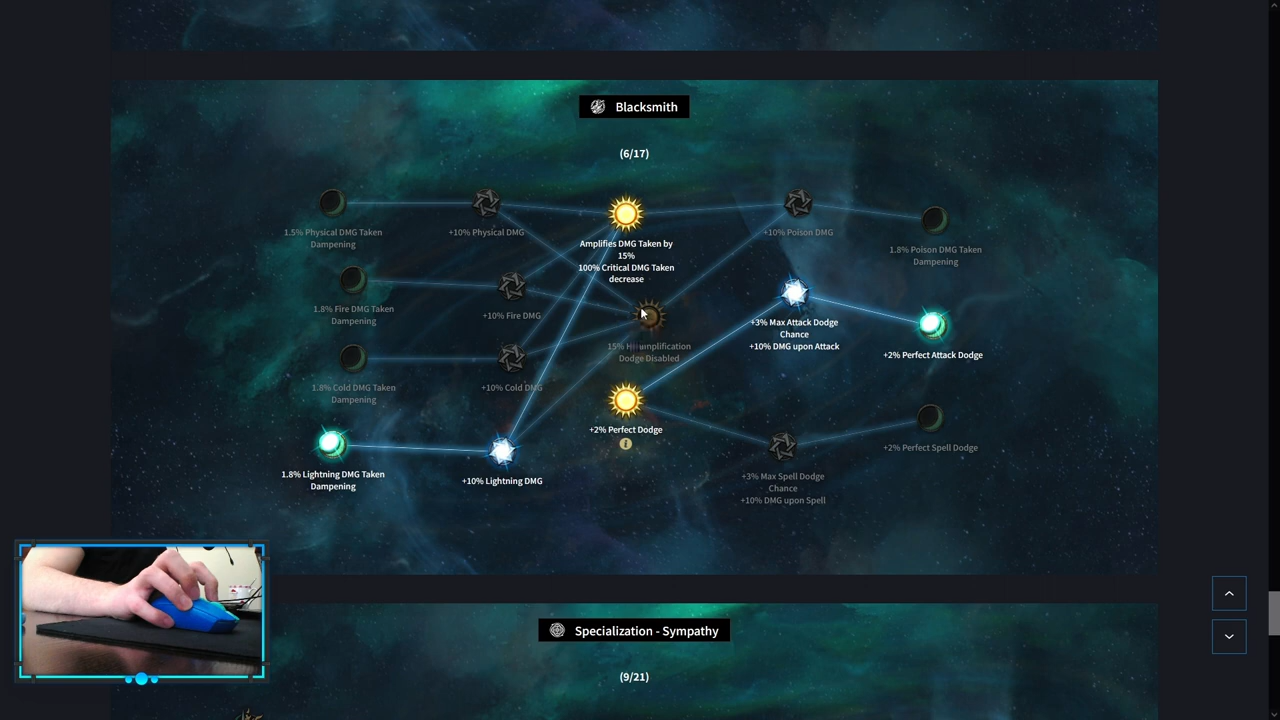 Blacksmith
(6/17)
1.5% Physical DMG Taken
Dampening
+10% Physical DMG
Amplifies DMG Taken by
15%
100% Critical DMG Taken
decrease
+10% Poison DMG
1.8% Poison DMG Taken
Dampening
1.8% Fire DMG Taken
Dampening
+10% Fire DMG
15% Hit
Dodge Disabled
+3% Max Attack Dodge
Chance
+10% DMG upon Attack
+2% Perfect Attack Dodge
1.8% Cold DMG Taken
Dampening
+10% Cold DMG
+2% Perfect Dodge
i
+2% Perfect Spell Dodge
1.8% Lightning DMG Taken
Dampening
+10% Lightning DMG
+3% Max Spell Dodge
Chance
+10% DMG upon Spell
Specialization - Sympathy
(9/21)